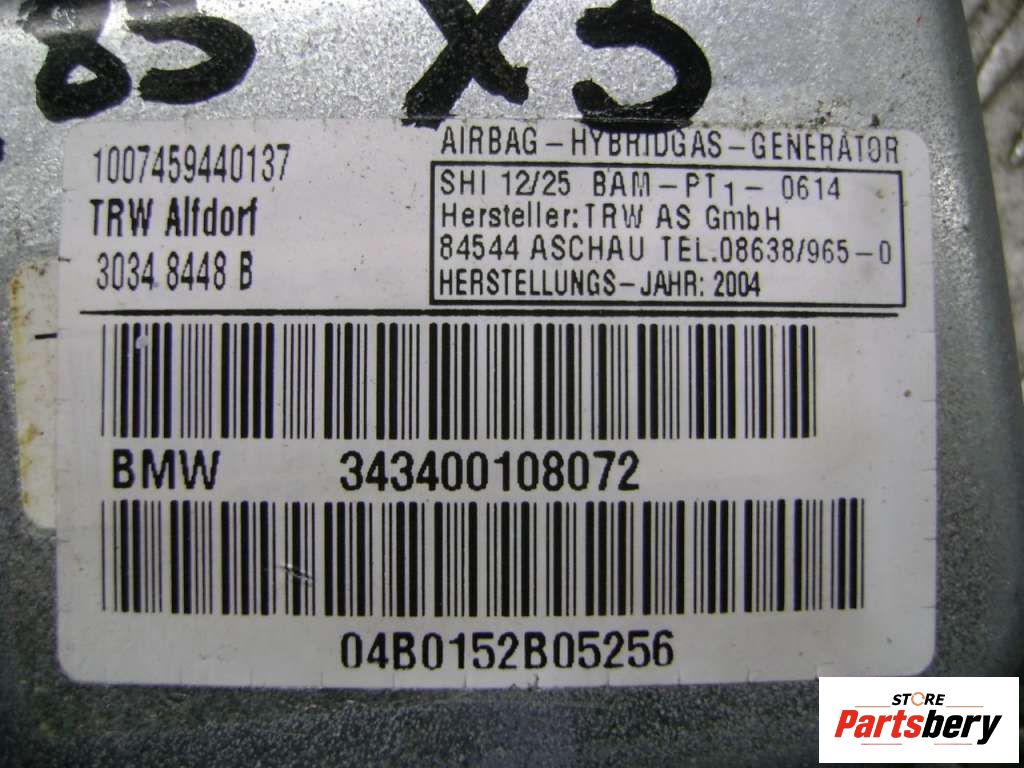 85 X3
1007459440137
TRW Alfdorf
3034 8448 B
AIRBAG - HYBRIDGAS - GENERATOR
SHI 12/25 BAM - PT1 - 0614
Hersteller: TRW AS GmbH
84544 ASCHAU TEL.08638/965-0
HERSTELLUNGS-JAHR: 2004
BMW 343400108072
04B0152B05256
STORE
Partsbery